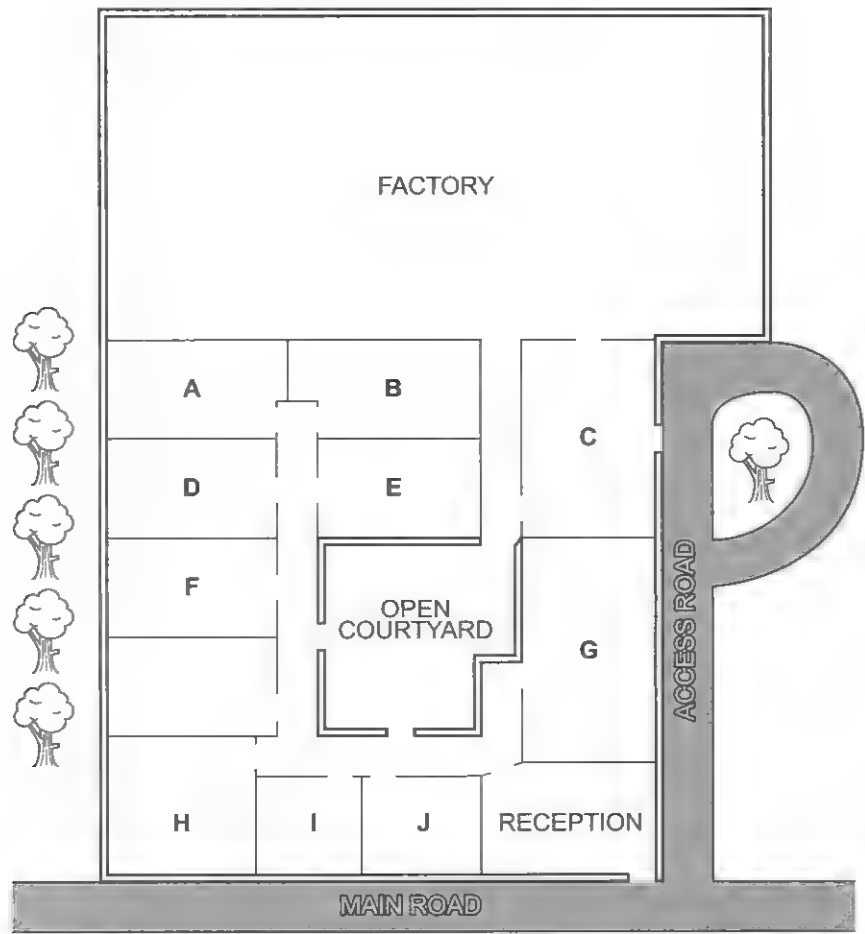 FACTORY
A
B
C
D
E
F
OPEN
COURTYARD
G
ACCESS ROAD
H
I
J
RECEPTION
MAIN ROAD